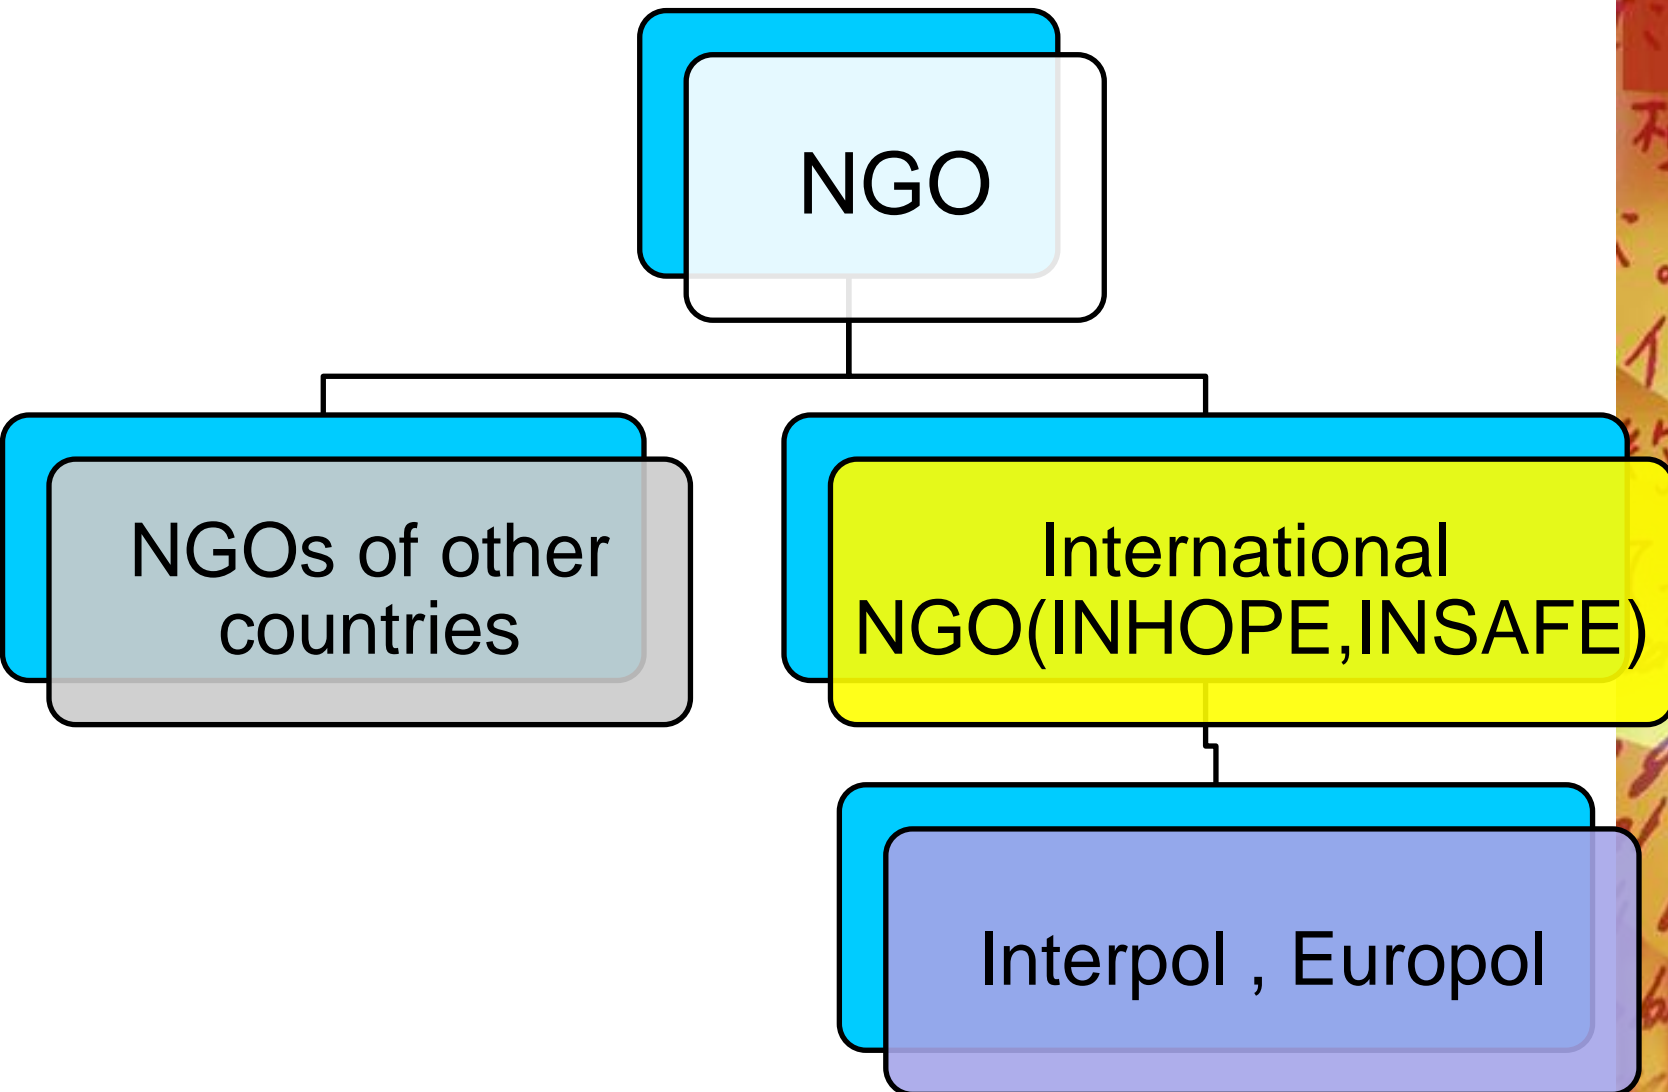 NGO
NGOs of other
countries
International
NGO(INHOPE,INSAFE)
Interpol , Europol